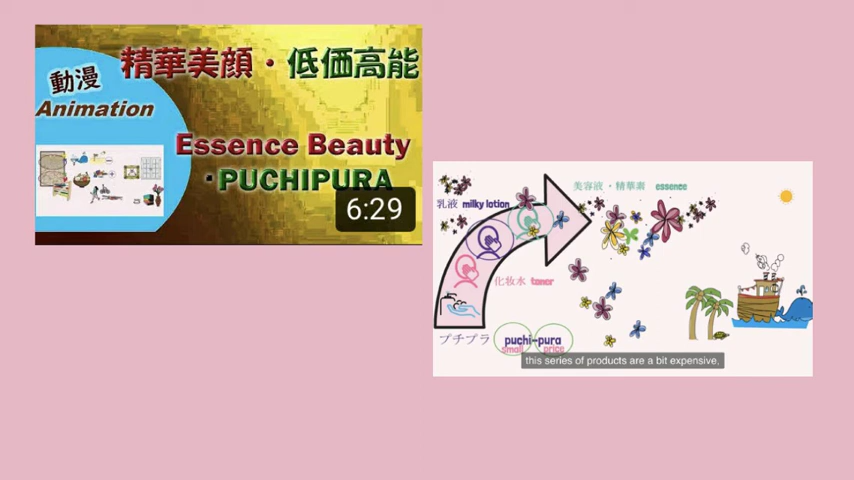 精華美顔・低価高能
動漫
Animation
Essence Beauty
・PUCHIPURA
6:29
美容液・精華素 essence
乳液 milky lotion
化妆水 toner
プチプラ puchi-pura
small price
this series of products are a bit expensive,